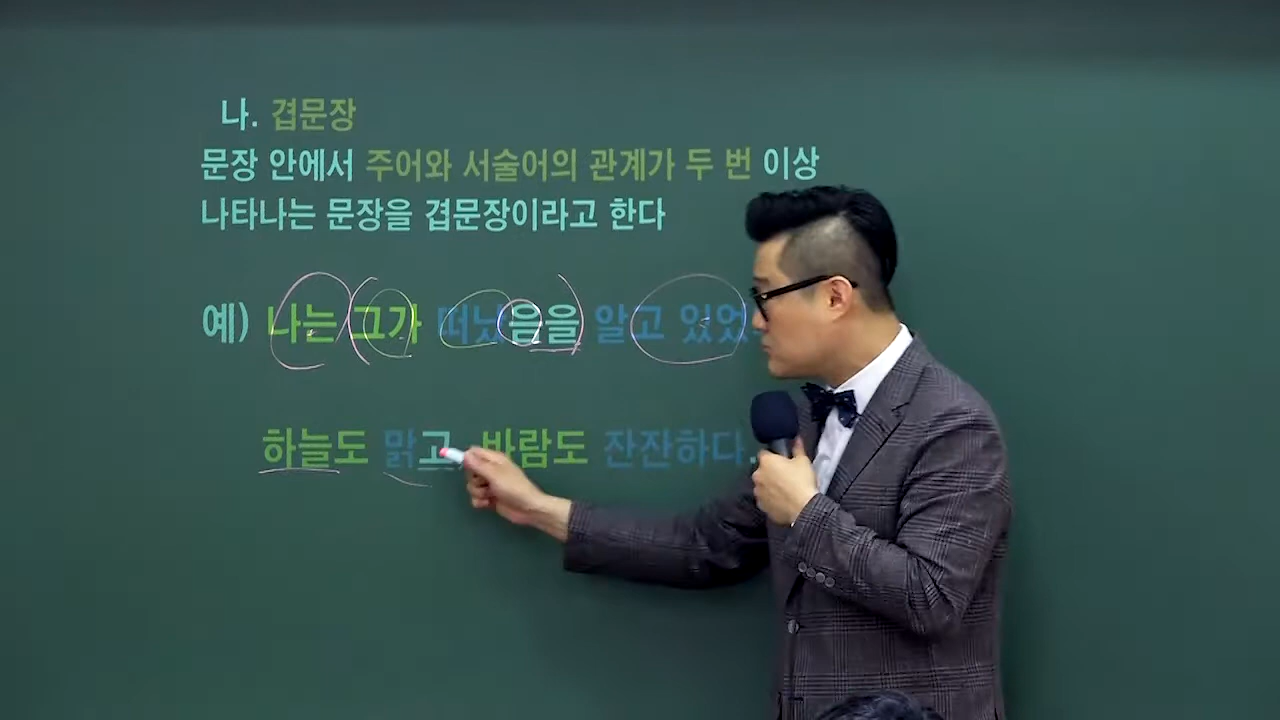 나. 겹문장
문장 안에서 주어와 서술어의 관계가 두 번 이상
나타나는 문장을 겹문장이라고 한다
예) 나는 그가 떠났음을 알고 있었
하늘도 맑고, 바람도 잔잔하다.